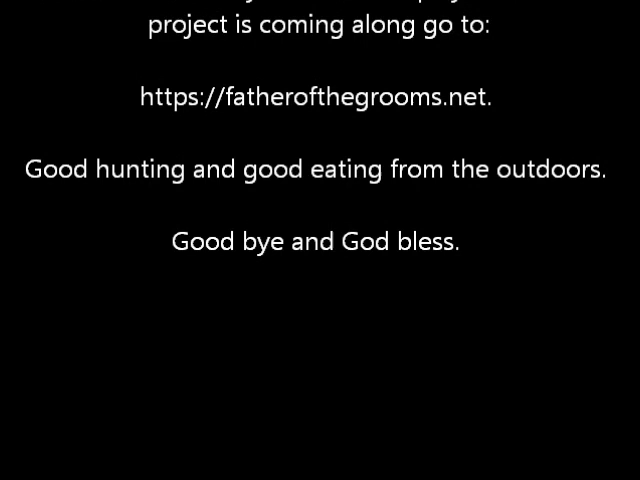 project is coming along go to:
https://fatherofthegrooms.net.
Good hunting and good eating from the outdoors.
Good bye and God bless.